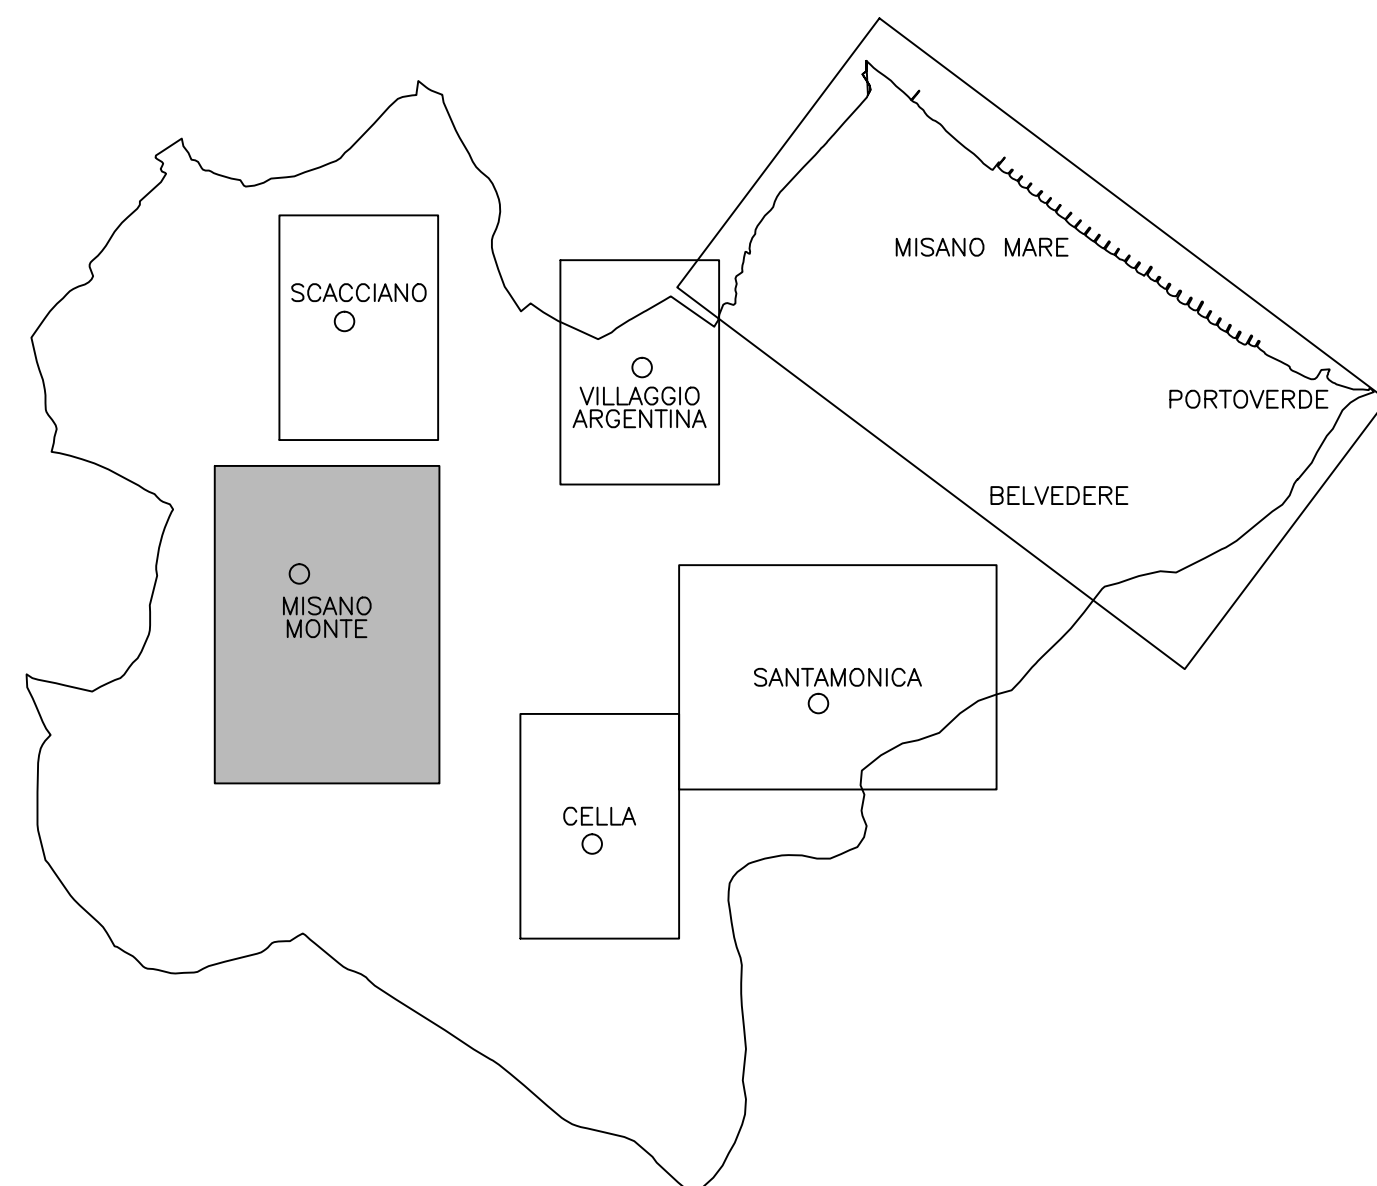 MISANO MARE
SCACCIANO
VILLAGGIO
ARGENTINA
PORTOVERDE
BELVEDERE
MISANO
MONTE
SANTAMONICA
CELLA